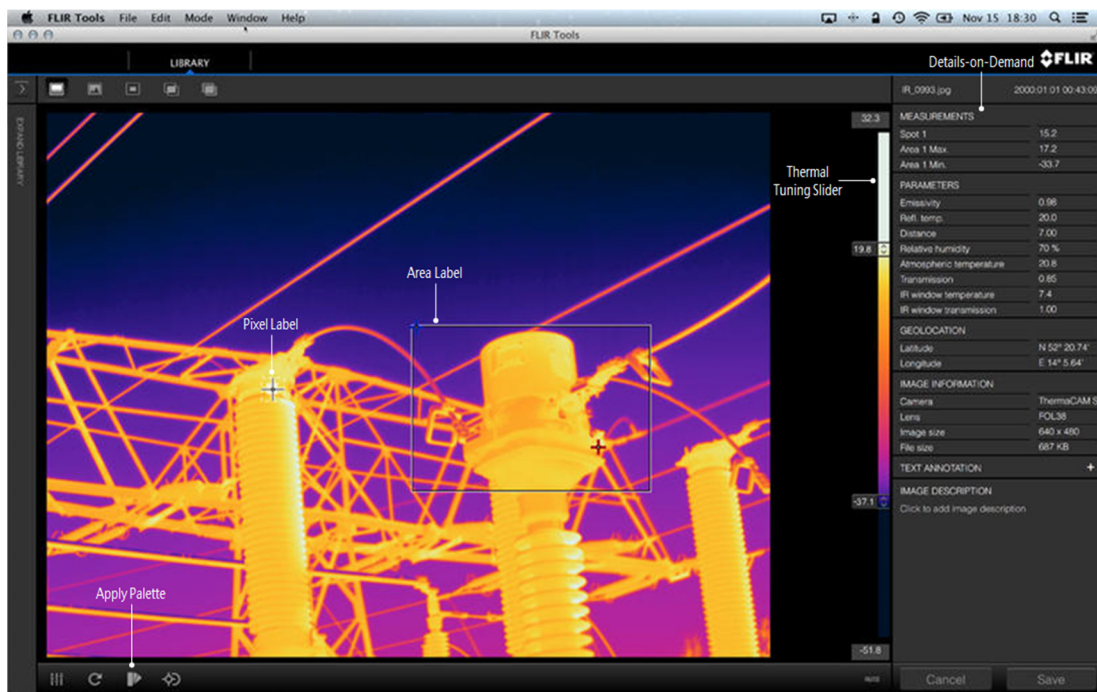 FLIR Tools File Edit Mode Window Help Nov 15 18:30
FLIR Tools
LIBRARY
Details-on-Demand FLIR
IR_0993.jpg 2000:01:01 00:43:09
EXPAND LIBRARY
32.3
MEASUREMENTS
Spot 1 15.2
Area 1 Max. 17.2
Area 1 Min. -33.7
Thermal
Tuning Slider
PARAMETERS
Emissivity 0.96
Refl. temp. 20.0
Distance 7.00
19.8
Relative humidity 70 %
Atmospheric temperature 20.8
Transmission 0.85
IR window temperature 7.4
IR window transmission 1.00
Area Label
Pixel Label
GEOLOCATION
Latitude N 52° 20.74'
Longitude E 14° 5.64'
IMAGE INFORMATION
Camera ThermaCAM S
Lens FOL38
Image size 640 x 480
File size 687 KB
TEXT ANNOTATION +
-37.1
IMAGE DESCRIPTION
Click to add image description
Apply Palette
-51.8
AUTO
Cancel Save